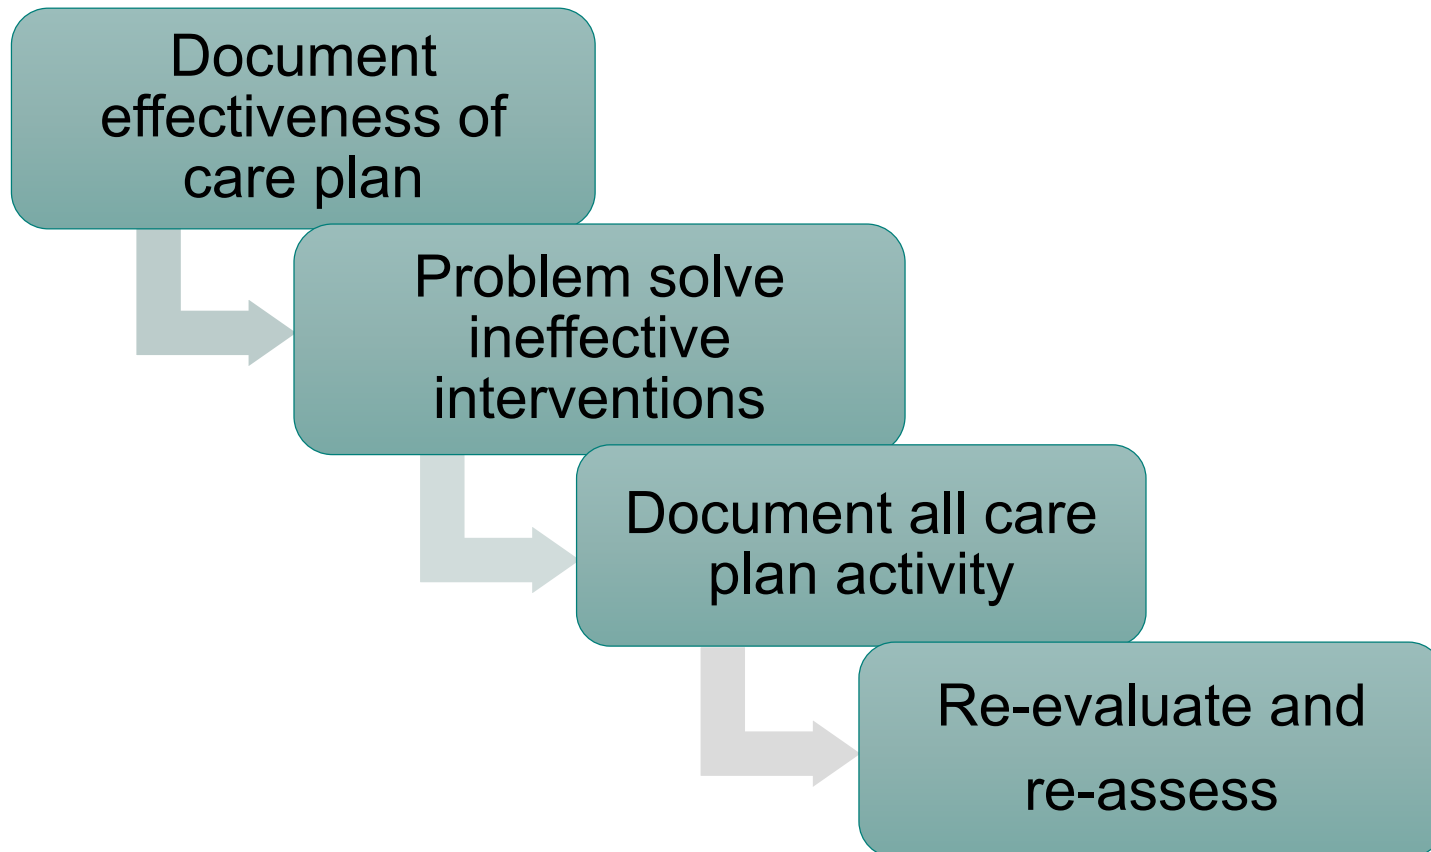 Document
effectiveness of
care plan
Problem solve
ineffective
interventions
Document all care
plan activity
Re-evaluate and
re-assess